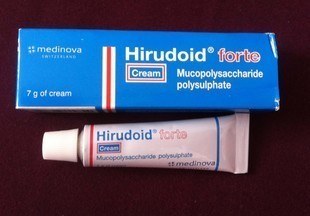 medinova
SWITZERLAND
Hirudoid® forte
Cream
Mucopolysaccharide
polysulphate
7 g of cream
Hirudoid® forte
Cream
Mucopolysaccharide polysulphate
medinova